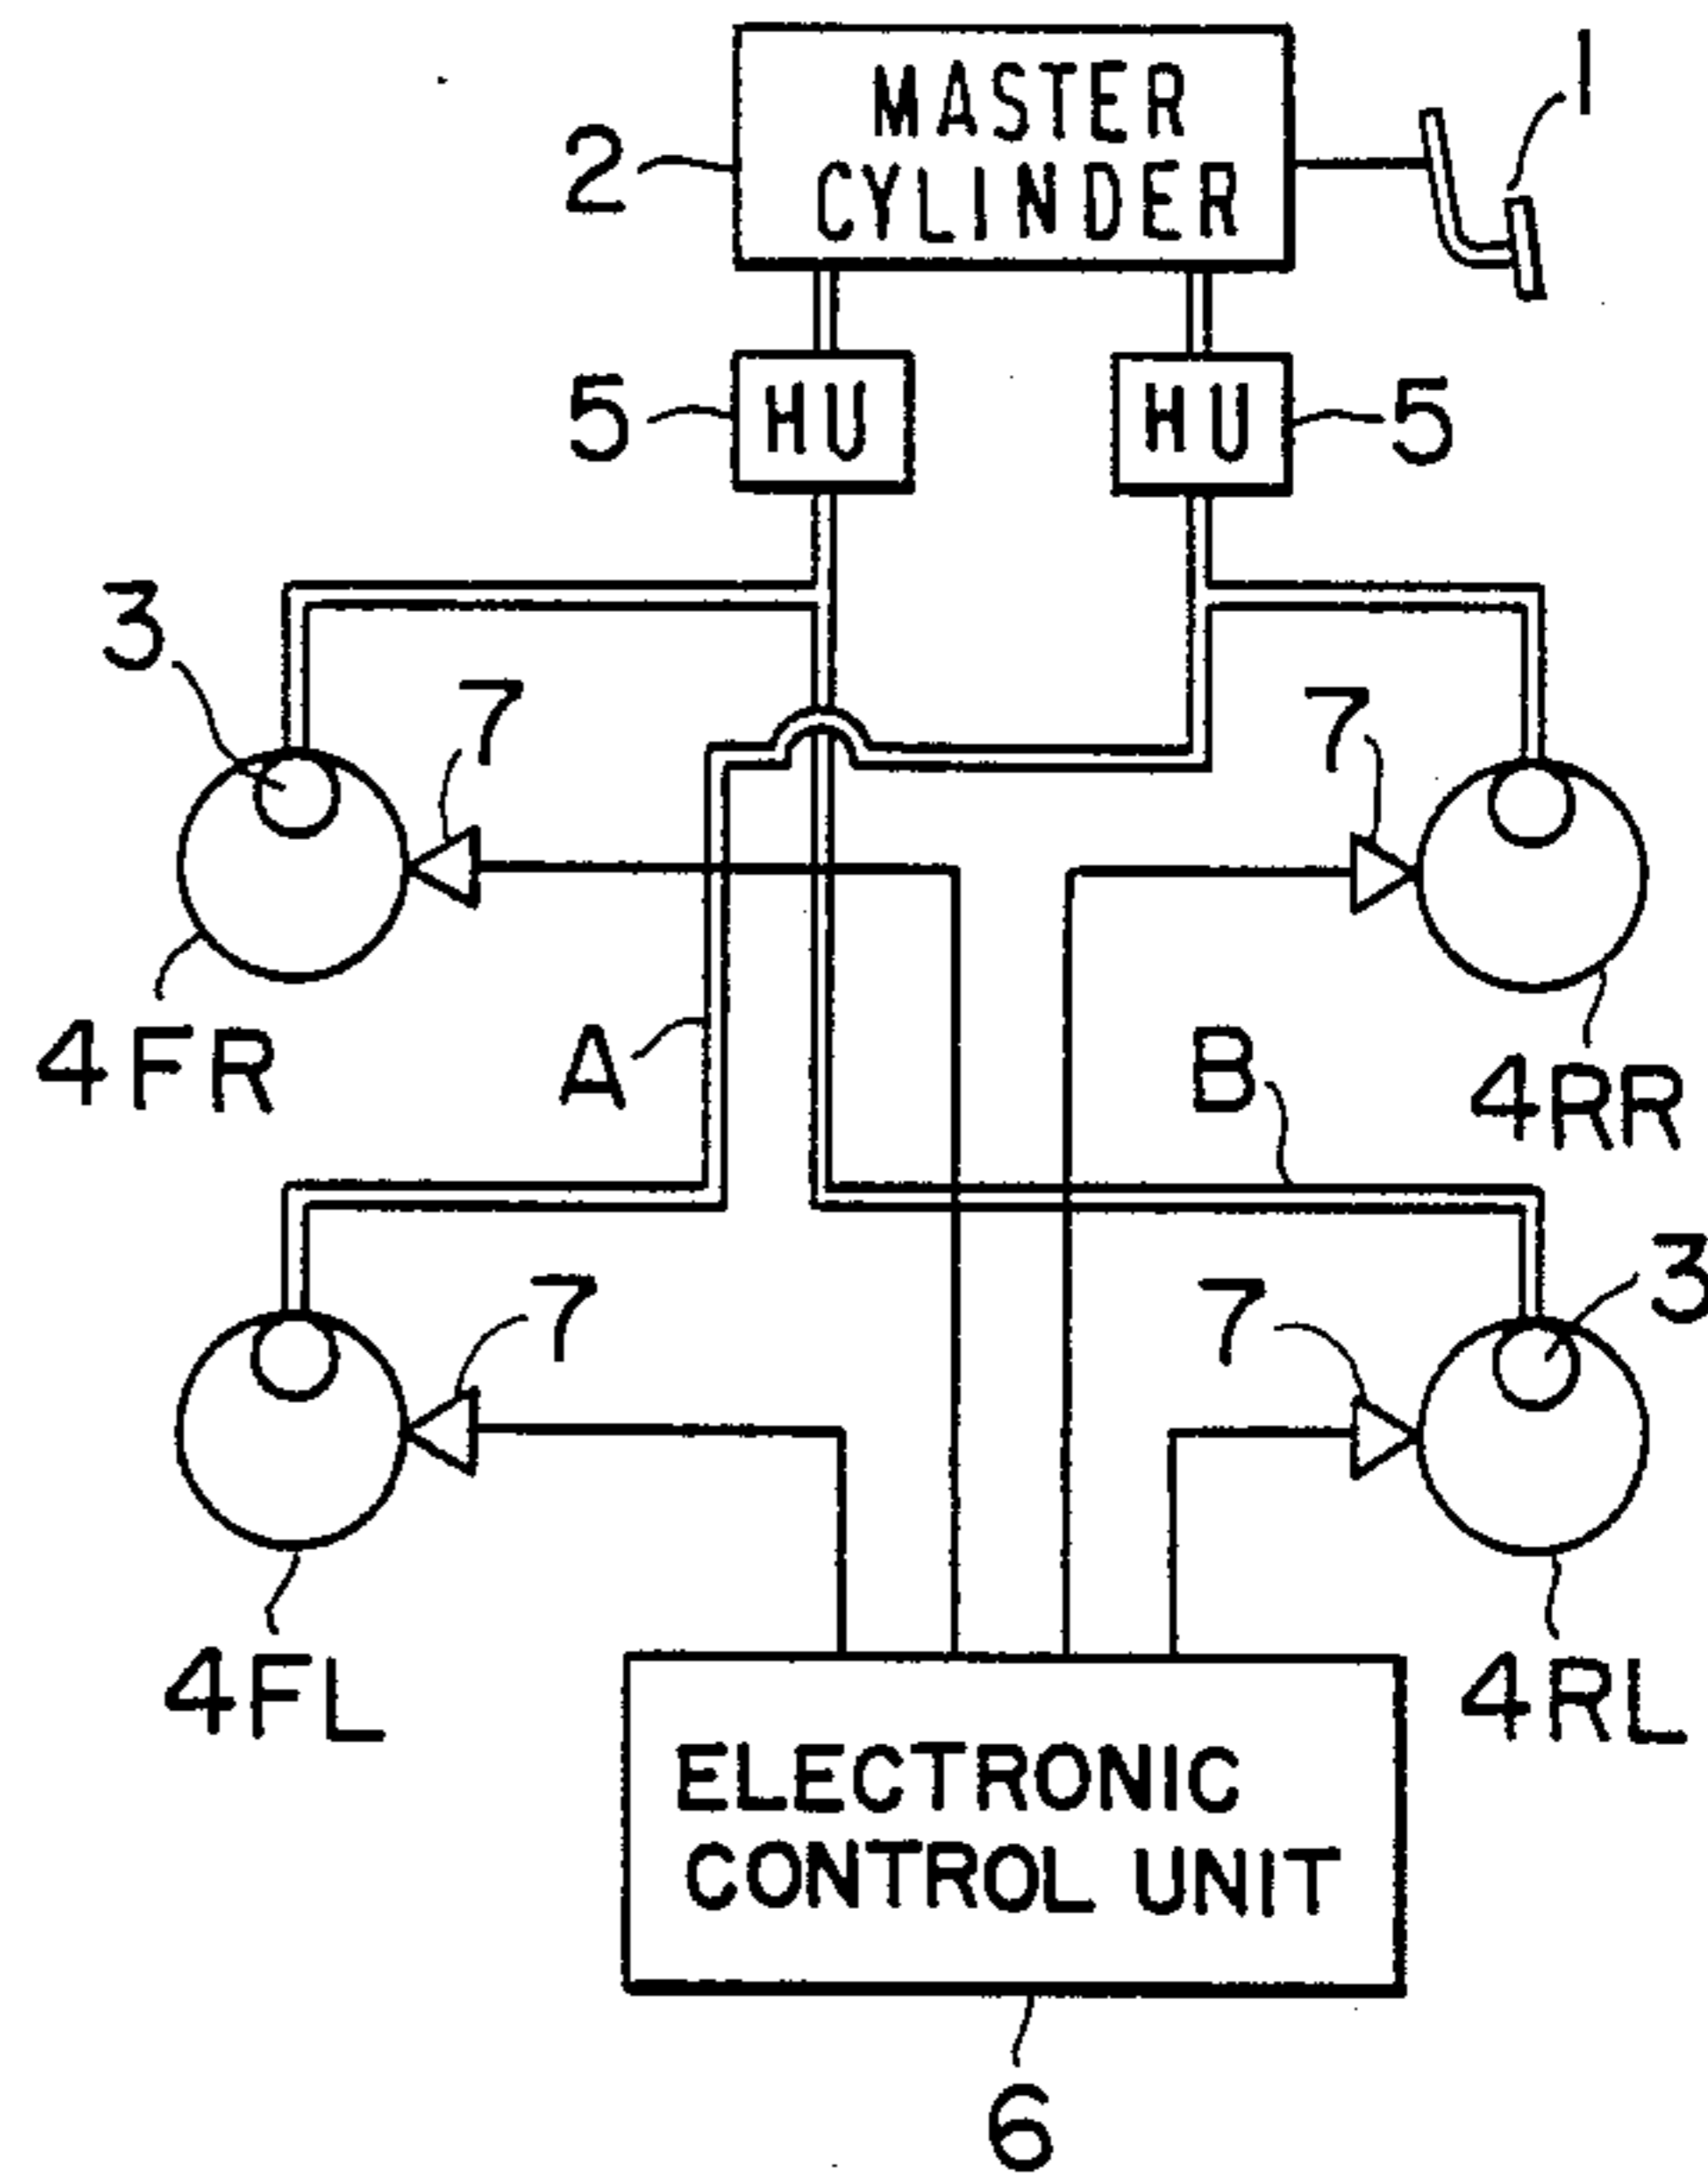 1
MASTER
2
CYLINDER
5
HU
HU
5
3
7
7
4FR
A
B
4RR
7
7
3
4FL
4RL
ELECTRONIC
CONTROL UNIT
6